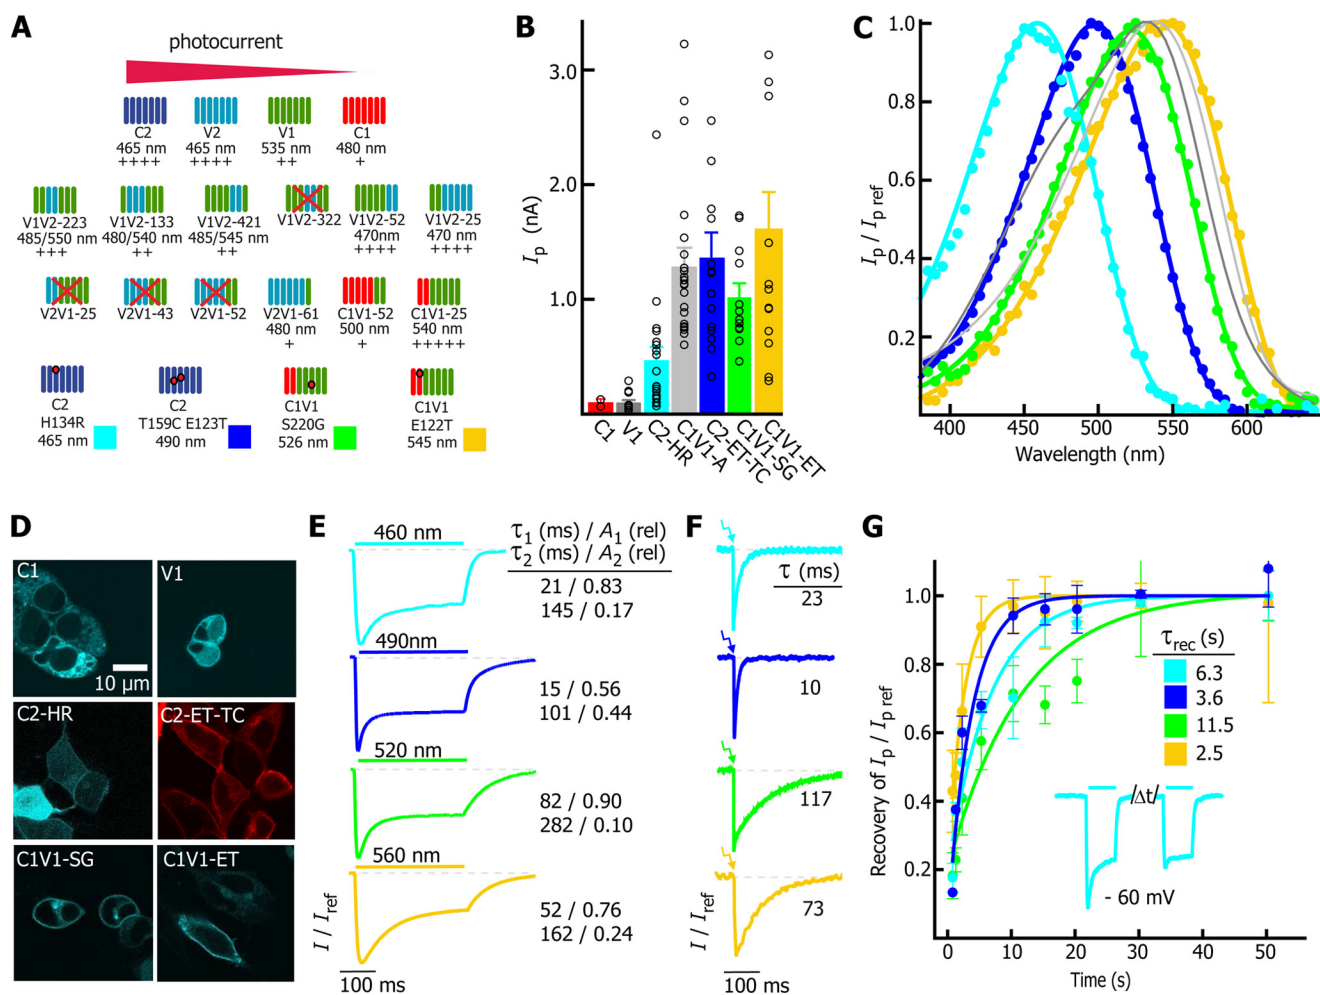 A
photocurrent
C2 V2 V1 C1
465 nm 465 nm 535 nm 480 nm
++++ ++++ ++ +
V1V2-223 V1V2-133 V1V2-421 V1V2-322 V1V2-52 V1V2-25
485/550 nm 480/540 nm 485/545 nm 470nm 470 nm
+++ ++ ++ ++++ ++++
V2V1-25 V2V1-43 V2V1-52 V2V1-61 C1V1-52 C1V1-25
480 nm 500 nm 540 nm
+ + +++++
C2 C2 C1V1 C1V1
H134R T159C E123T S220G E122T
465 nm 490 nm 526 nm 545 nm
B
Ip (nA)
3.0
2.0
1.0
C1 V1 C2-HR C1V1-A C2-ET-TC C1V1-SG C1V1-ET
C
Ip / Ip ref
1.0
0.8
0.6
0.4
0.2
400 450 500 550 600
Wavelength (nm)
D
C1 V1
10 µm
C2-HR C2-ET-TC
C1V1-SG C1V1-ET
E
460 nm
τ1 (ms) / A1 (rel)
τ2 (ms) / A2 (rel)
21 / 0.83
145 / 0.17
490nm
15 / 0.56
101 / 0.44
520 nm
82 / 0.90
282 / 0.10
560 nm
52 / 0.76
162 / 0.24
I / Iref
100 ms
F
τ (ms)
23
10
117
73
I / Iref
100 ms
G
Recovery of Ip / Ip ref
1.0
0.8
0.6
0.4
0.2
τrec (s)
6.3
3.6
11.5
2.5
/Δt/
- 60 mV
0 10 20 30 40 50
Time (s)